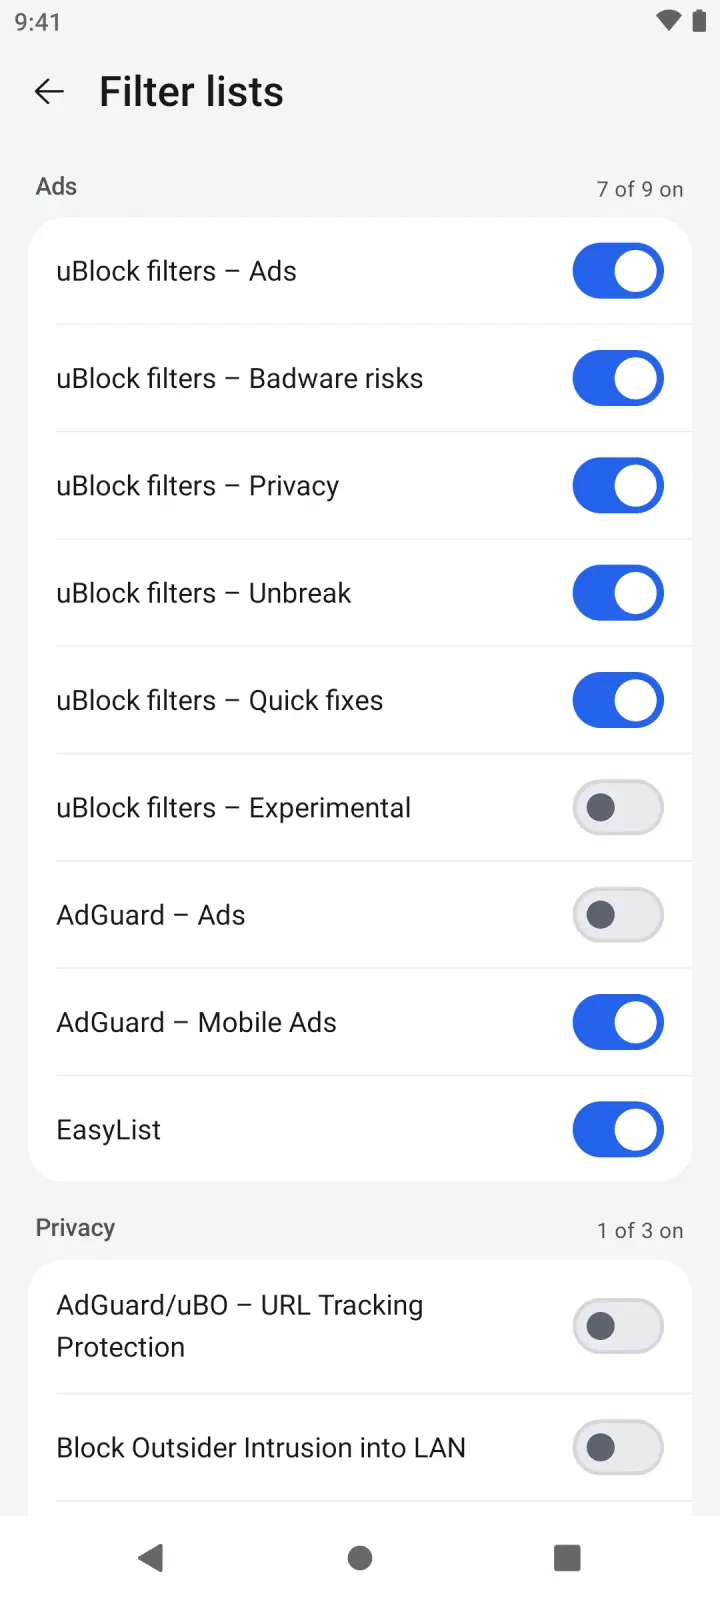 9:41
Filter lists
Ads
7 of 9 on
uBlock filters – Ads
uBlock filters – Badware risks
uBlock filters – Privacy
uBlock filters – Unbreak
uBlock filters – Quick fixes
uBlock filters – Experimental
AdGuard – Ads
AdGuard – Mobile Ads
EasyList
Privacy
1 of 3 on
AdGuard/uBO – URL Tracking
Protection
Block Outsider Intrusion into LAN